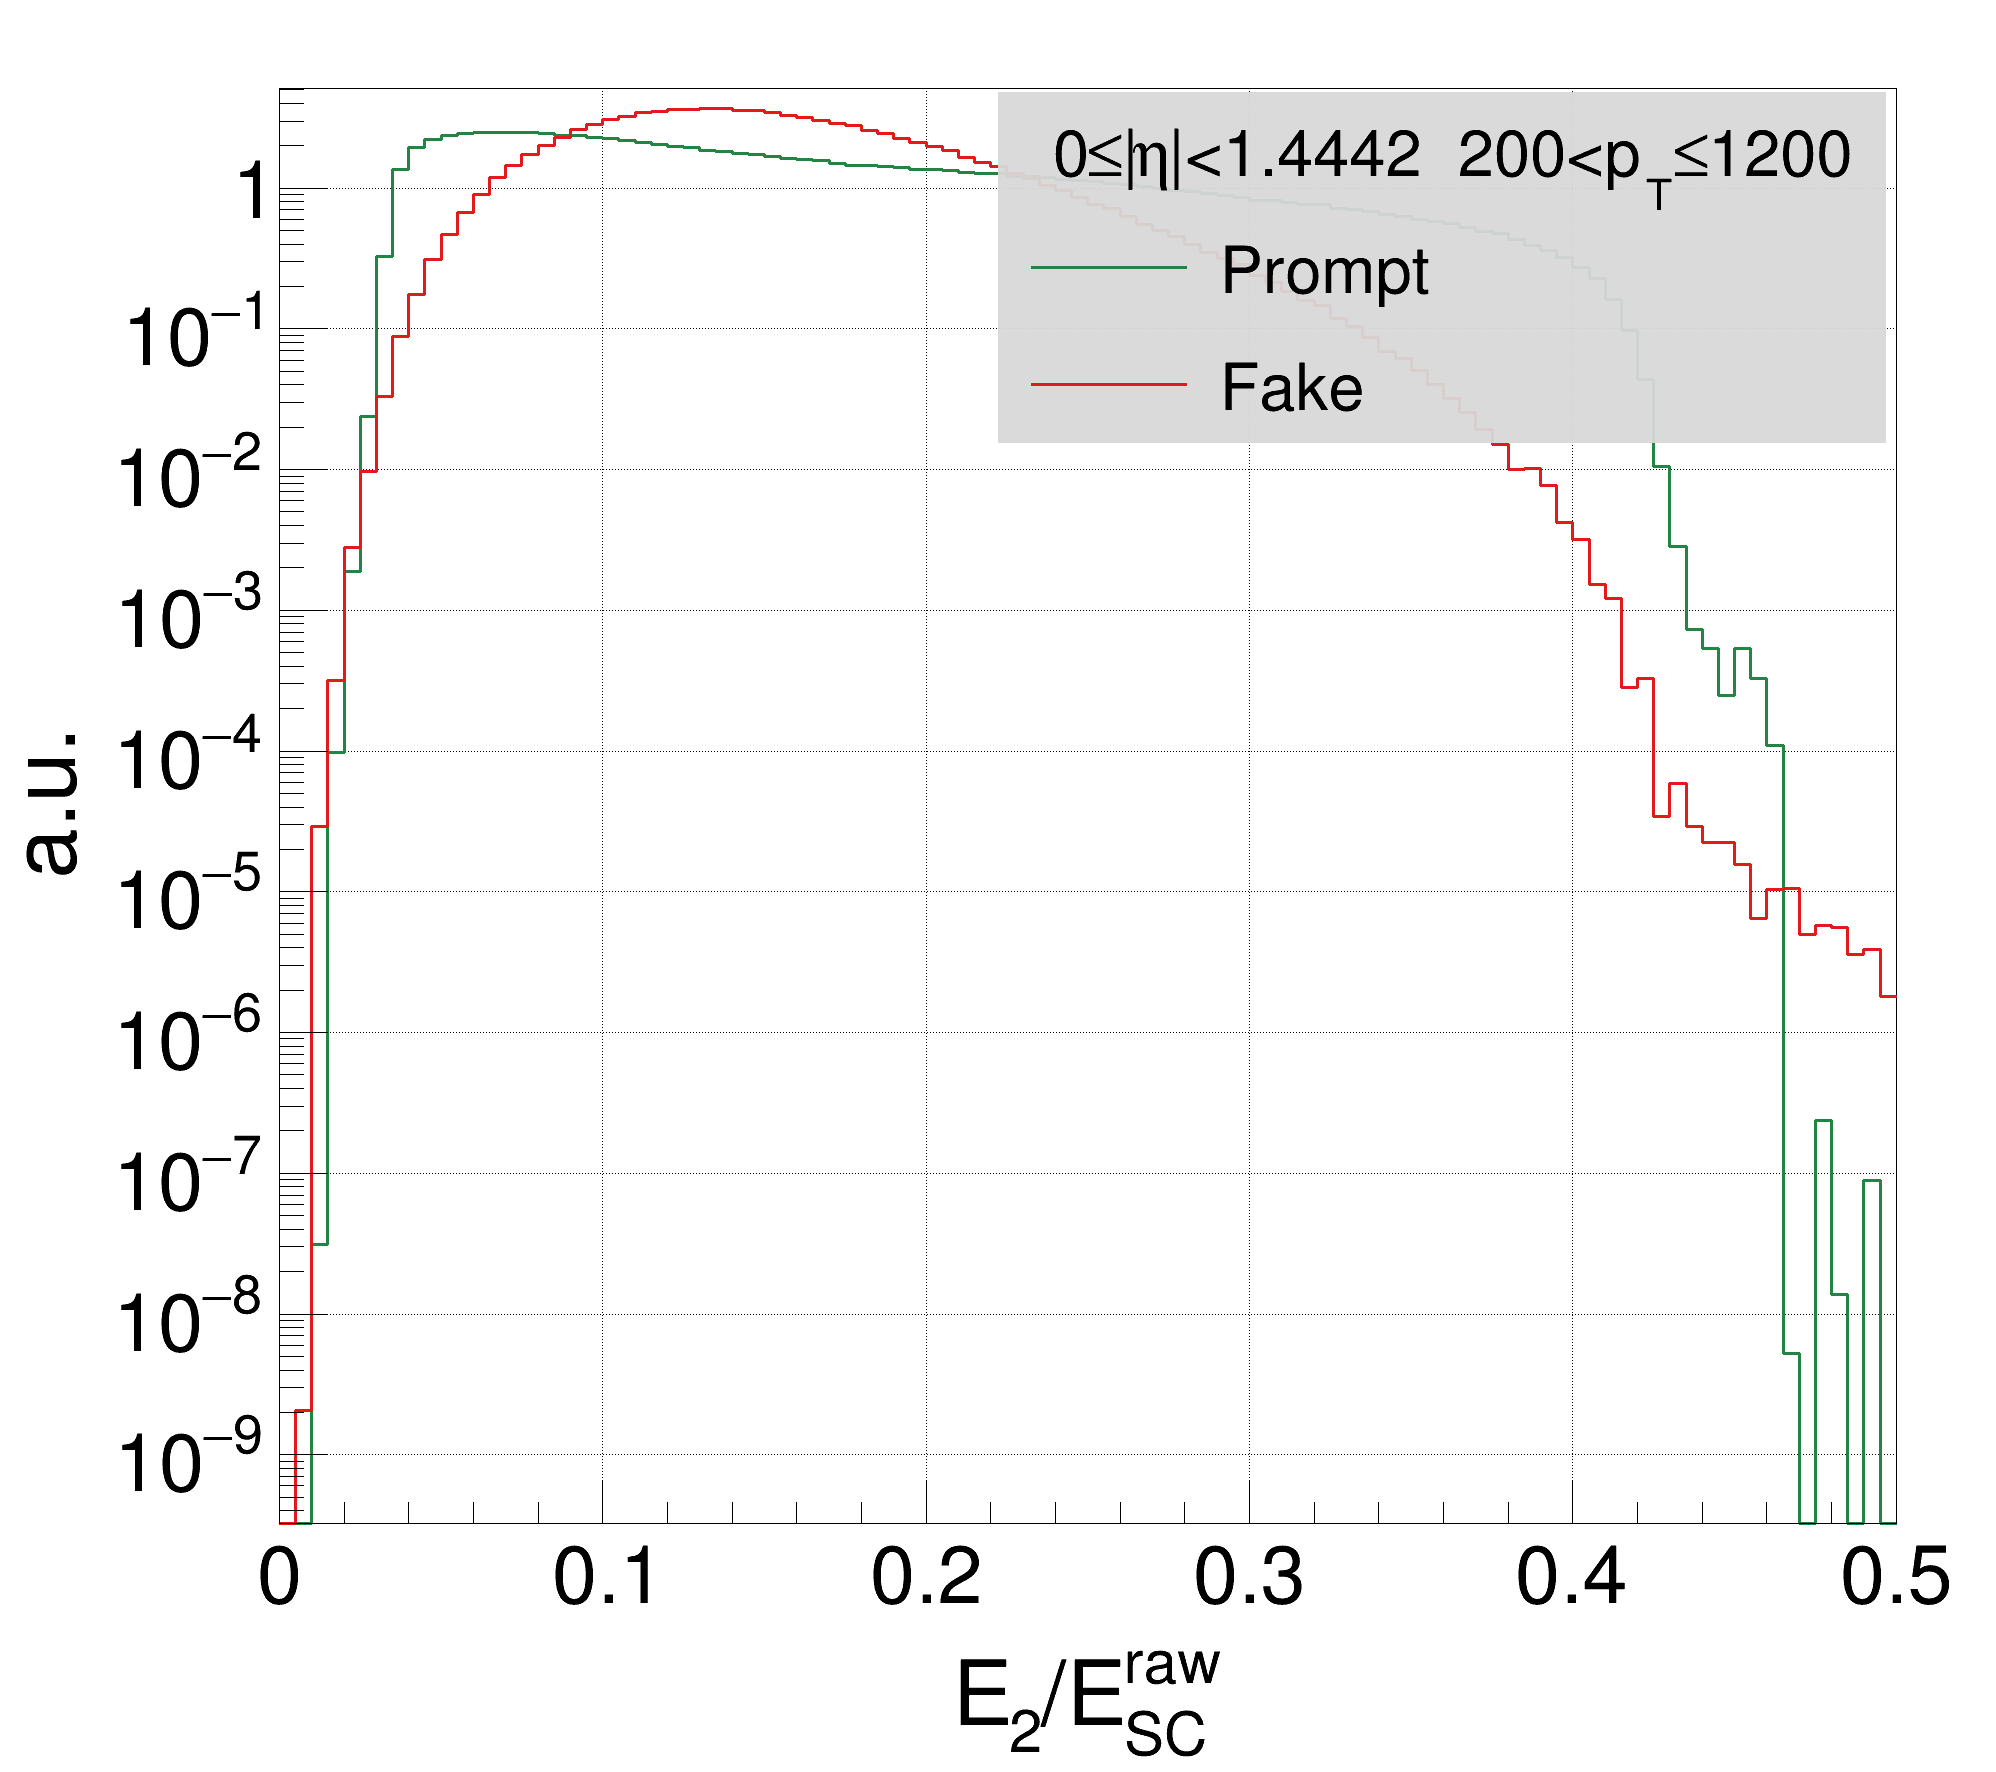 0≤|η|<1.4442 200<p_T≤1200
Prompt
Fake
a.u.
1
10⁻¹
10⁻²
10⁻³
10⁻⁴
10⁻⁵
10⁻⁶
10⁻⁷
10⁻⁸
10⁻⁹
0 0.1 0.2 0.3 0.4 0.5
E₂/E_SC^raw